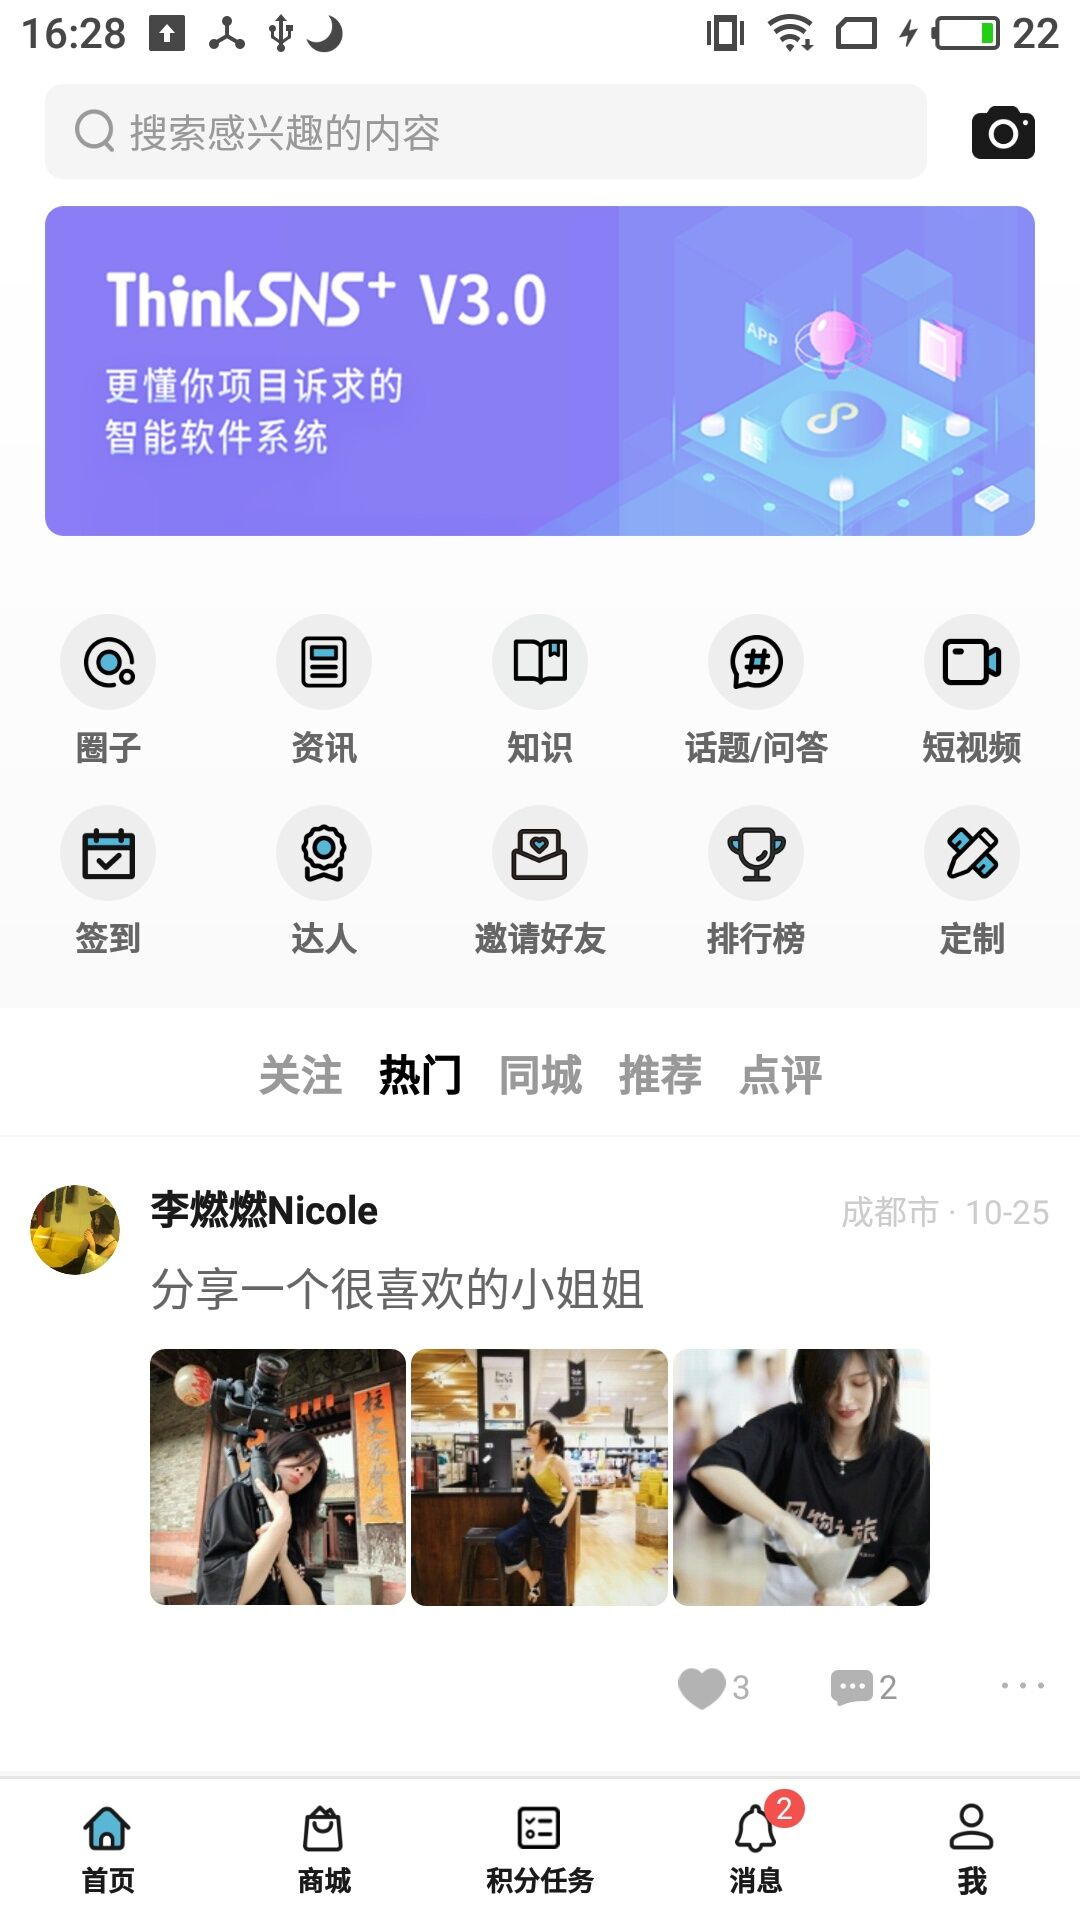 16:28
22
搜索感兴趣的内容
ThinkSNS+ V3.0
更懂你项目诉求的
智能软件系统
APP
JS
圈子
资讯
知识
话题/问答
短视频
签到
达人
邀请好友
排行榜
定制
关注
热门
同城
推荐
点评
李燃燃Nicole
成都市 · 10-25
分享一个很喜欢的小姐姐
3
2
首页
商城
积分任务
2
消息
我